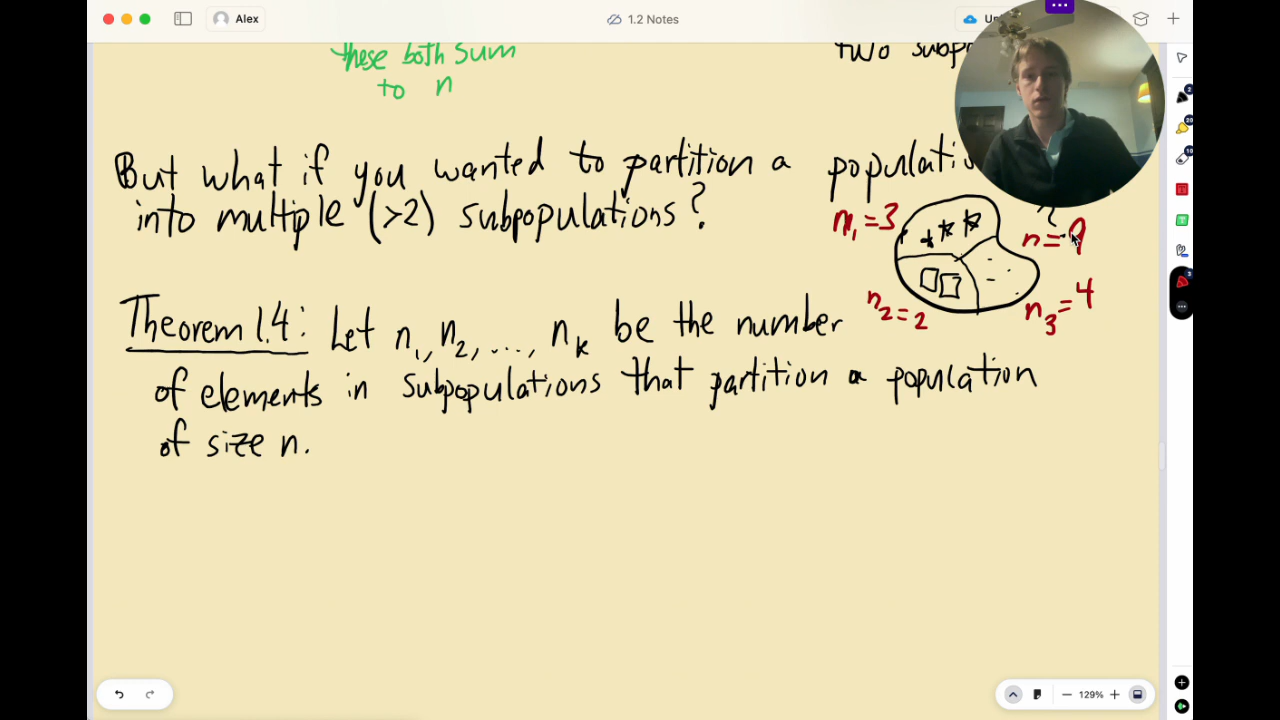 Alex
1.2 Notes
these both sum
to n
two
But what if you wanted to partition a
into multiple (>2) subpopulations?
n₁ = 3
n = 9
n₂ = 2
n₃ = 4
Theorem 1.4: Let n₁, n₂, ..., nₖ be the number
of elements in subpopulations that partition a population
of size n.
129%